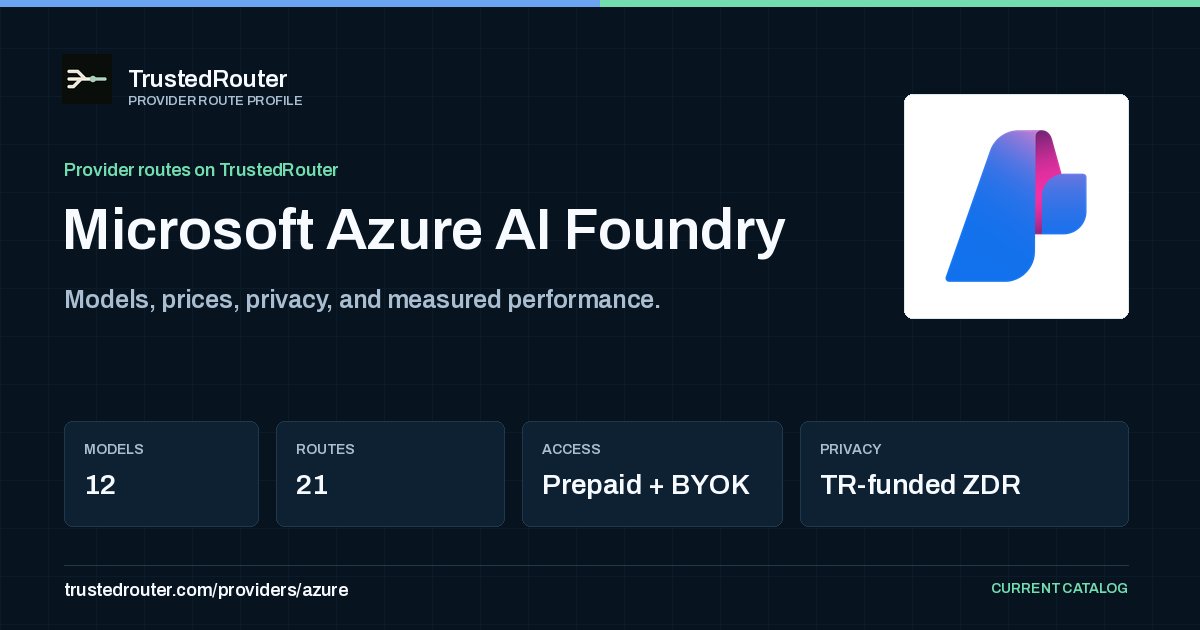 TrustedRouter
PROVIDER ROUTE PROFILE
Provider routes on TrustedRouter
Microsoft Azure AI Foundry
Models, prices, privacy, and measured performance.
MODELS
12
ROUTES
21
ACCESS
Prepaid + BYOK
PRIVACY
TR-funded ZDR
trustedrouter.com/providers/azure
CURRENT CATALOG